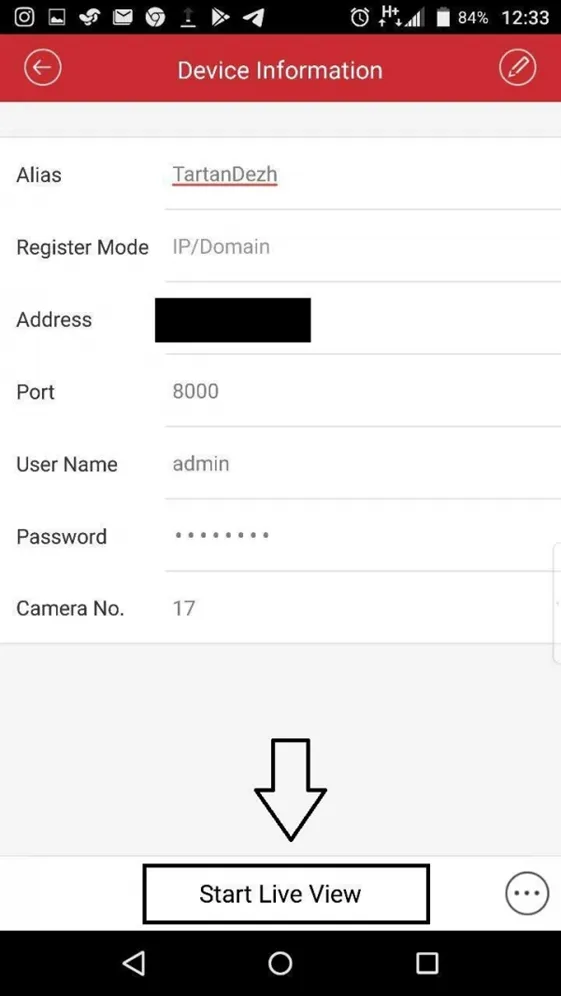 84% 12:33
Device Information
Alias TartanDezh
Register Mode IP/Domain
Address
Port 8000
User Name admin
Password ••••••••
Camera No. 17
Start Live View